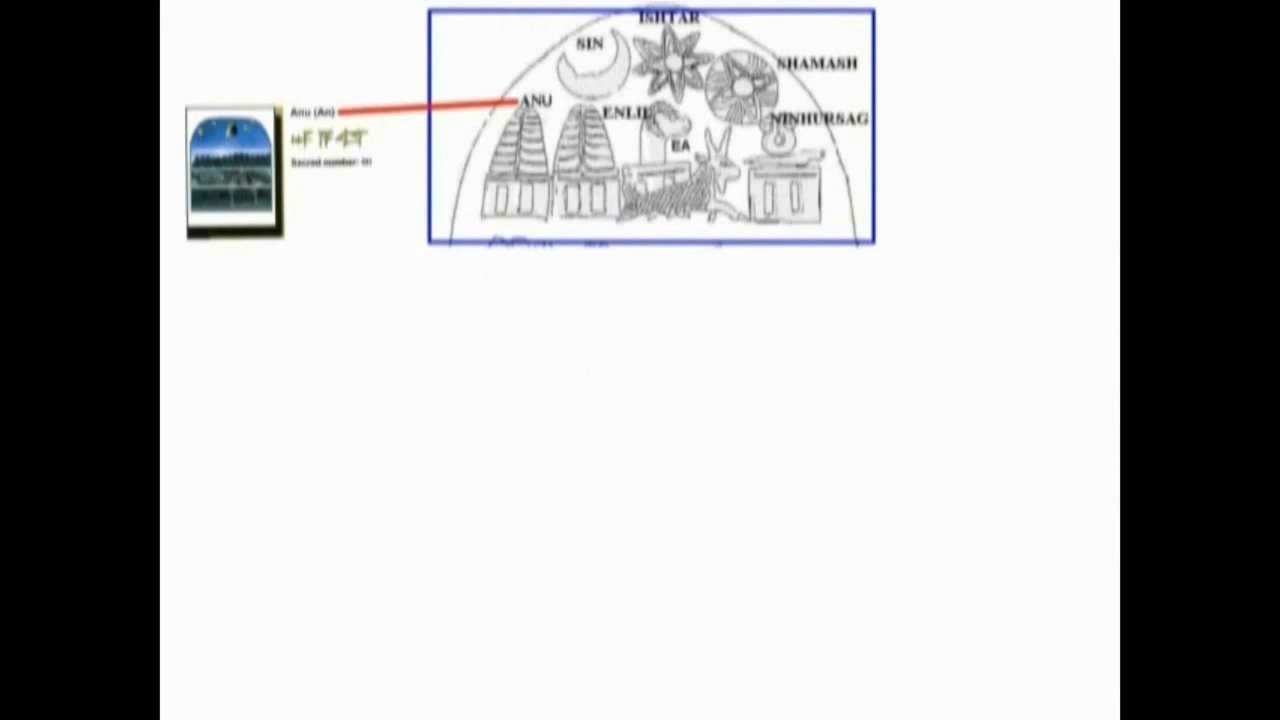 ISHTAR
SIN
SHAMASH
ANU
Anu (An)
ENLIL
NINHURSAG
EA
Sacred number: